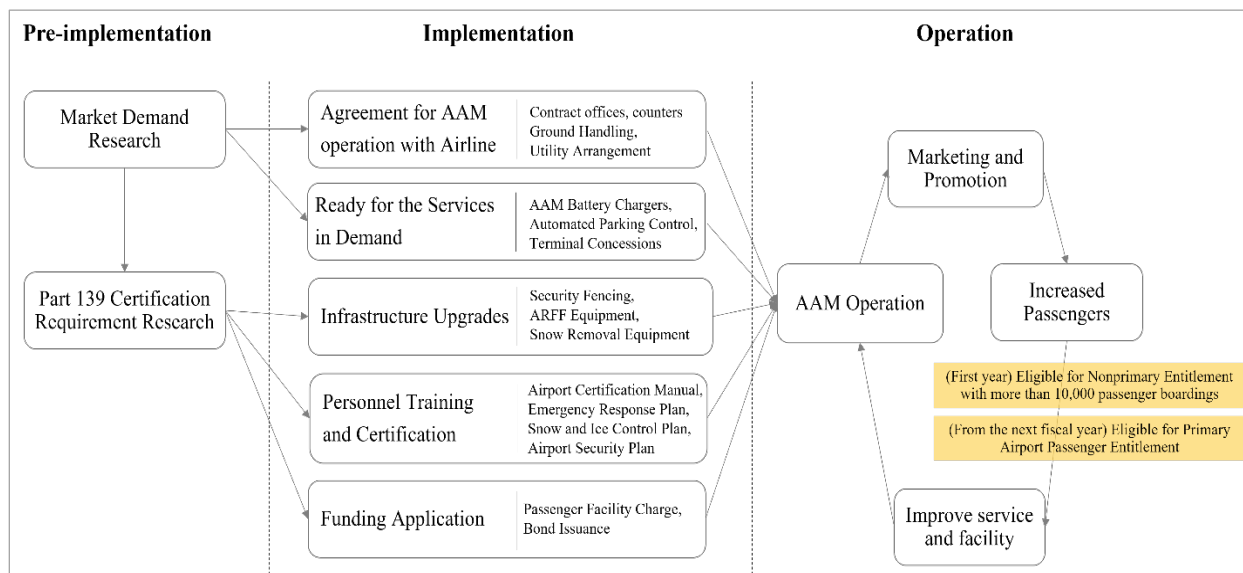 Pre-implementation
Implementation
Operation
Market Demand
Research
Part 139 Certification
Requirement Research
Agreement for AAM
operation with Airline
Contract offices, counters
Ground Handling,
Utility Arrangement
Ready for the Services
in Demand
AAM Battery Chargers,
Automated Parking Control,
Terminal Concessions
Infrastructure Upgrades
Security Fencing,
ARFF Equipment,
Snow Removal Equipment
Personnel Training
and Certification
Airport Certification Manual,
Emergency Response Plan,
Snow and Ice Control Plan,
Airport Security Plan
Funding Application
Passenger Facility Charge,
Bond Issuance
AAM Operation
Marketing and
Promotion
Increased
Passengers
(First year) Eligible for Nonprimary Entitlement
with more than 10,000 passenger boardings
(From the next fiscal year) Eligible for Primary
Airport Passenger Entitlement
Improve service
and facility